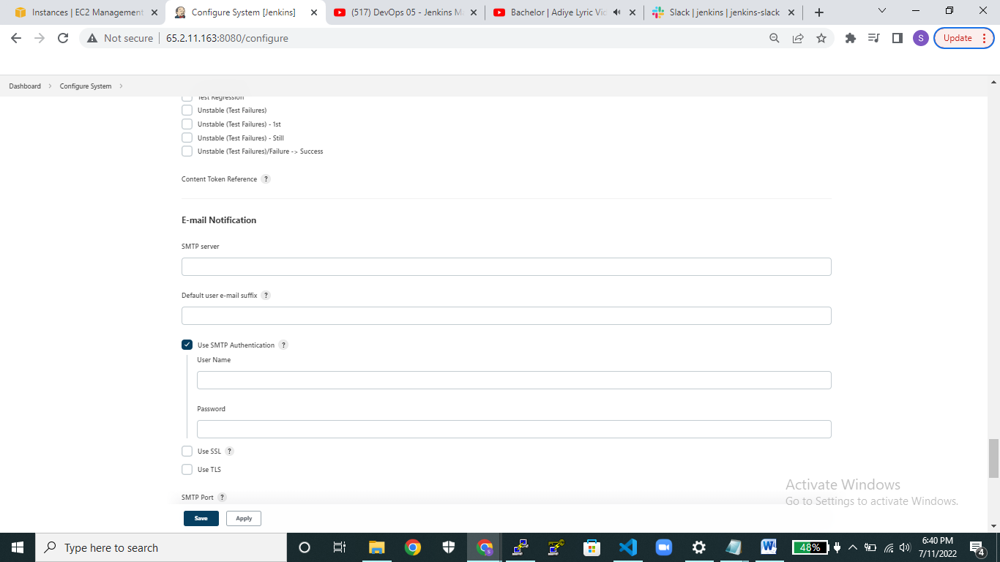 Instances | EC2 Management
Configure System [Jenkins]
(517) DevOps 05 - Jenkins Ma
Bachelor | Adiye Lyric Vic
Slack | jenkins | jenkins-slack
Not secure
65.2.11.163:8080/configure
S
Update
Dashboard
Configure System
Test Regression
Unstable (Test Failures)
Unstable (Test Failures) - 1st
Unstable (Test Failures) - Still
Unstable (Test Failures)/Failure -> Success
Content Token Reference ?
E-mail Notification
SMTP server
Default user e-mail suffix ?
Use SMTP Authentication ?
User Name
Password
Use SSL ?
Use TLS
SMTP Port ?
Save
Apply
Activate Windows
Go to Settings to activate Windows.
Type here to search
48%
6:40 PM
7/11/2022
4